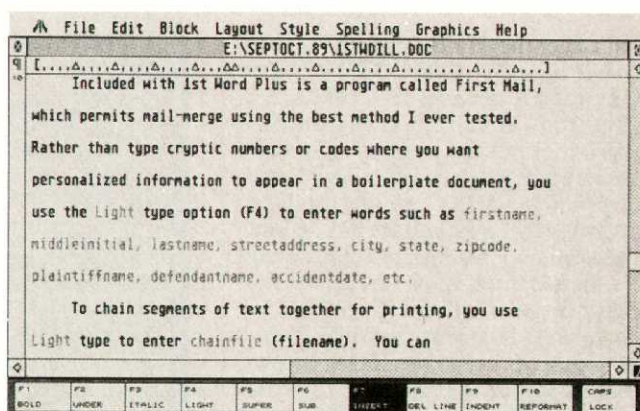 File Edit Block Layout Style Spelling Graphics Help
E:\SEPTOCT.89\1STWDILL.DOC
Included with 1st Word Plus is a program called First Mail,
which permits mail-merge using the best method I ever tested.
Rather than type cryptic numbers or codes where you want
personalized information to appear in a boilerplate document, you
use the Light type option (F4) to enter words such as firstname,
middleinitial, lastname, streetaddress, city, state, zipcode,
plaintiffname, defendantname, accidentdate, etc.
To chain segments of text together for printing, you use
Light type to enter chainfile (filename). You can
F1 F2 F3 F4 F5 F6 F7 F8 F9 F10 CAPS
BOLD UNDER ITALIC LIGHT SUPER SUB INSERT DEL LINE INDENT REFORMAT LOCK